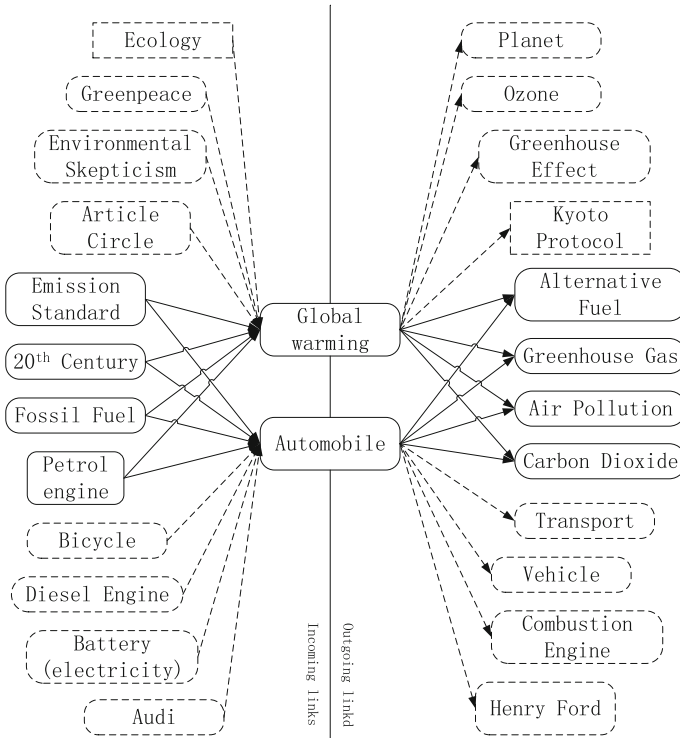 Ecology
Greenpeace
Environmental
Skepticism
Article
Circle
Emission
Standard
20th Century
Fossil Fuel
Petrol
engine
Bicycle
Diesel Engine
Battery
(electricity)
Audi
Global
warming
Automobile
Incoming links
Outgoing linkd
Planet
Ozone
Greenhouse
Effect
Kyoto
Protocol
Alternative
Fuel
Greenhouse Gas
Air Pollution
Carbon Dioxide
Transport
Vehicle
Combustion
Engine
Henry Ford